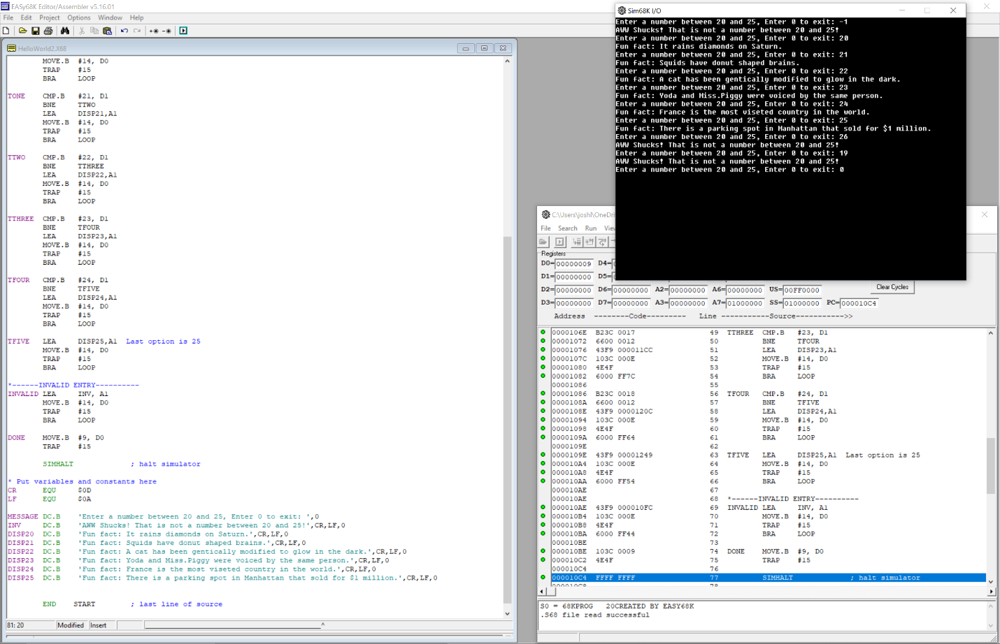 EASy68K Editor/Assembler v5.16.01
File Edit Project Options Window Help
HelloWorld2.X68
MOVE.B #14, D0
TRAP #15
BRA LOOP
TONE CMP.B #21, D1
BNE TTWO
LEA DISP21,A1
MOVE.B #14, D0
TRAP #15
BRA LOOP
TTWO CMP.B #22, D1
BNE TTHREE
LEA DISP22,A1
MOVE.B #14, D0
TRAP #15
BRA LOOP
TTHREE CMP.B #23, D1
BNE TFOUR
LEA DISP23,A1
MOVE.B #14, D0
TRAP #15
BRA LOOP
TFOUR CMP.B #24, D1
BNE TFIVE
LEA DISP24,A1
MOVE.B #14, D0
TRAP #15
BRA LOOP
TFIVE LEA DISP25,A1 Last option is 25
MOVE.B #14, D0
TRAP #15
BRA LOOP
*------INVALID ENTRY----------
INVALID LEA INV, A1
MOVE.B #14, D0
TRAP #15
BRA LOOP
DONE MOVE.B #9, D0
TRAP #15
SIMHALT ; halt simulator
* Put variables and constants here
CR EQU $0D
LF EQU $0A
MESSAGE DC.B 'Enter a number between 20 and 25, Enter 0 to exit: ',0
INV DC.B 'AWW Shucks! That is not a number between 20 and 25!',CR,LF,0
DISP20 DC.B 'Fun fact: It rains diamonds on Saturn.',CR,LF,0
DISP21 DC.B 'Fun fact: Squids have donut shaped brains.',CR,LF,0
DISP22 DC.B 'Fun fact: A cat has been gentically modified to glow in the dark.',CR,LF,0
DISP23 DC.B 'Fun fact: Yoda and Miss.Piggy were voiced by the same person.',CR,LF,0
DISP24 DC.B 'Fun fact: France is the most viseted country in the world.',CR,LF,0
DISP25 DC.B 'Fun fact: There is a parking spot in Manhattan that sold for $1 million.',CR,LF,0
END START ; last line of source
81: 20 Modified Insert
Sim68K I/O
Enter a number between 20 and 25, Enter 0 to exit: -1
AWW Shucks! That is not a number between 20 and 25!
Enter a number between 20 and 25, Enter 0 to exit: 20
Fun fact: It rains diamonds on Saturn.
Enter a number between 20 and 25, Enter 0 to exit: 21
Fun fact: Squids have donut shaped brains.
Enter a number between 20 and 25, Enter 0 to exit: 22
Fun fact: A cat has been gentically modified to glow in the dark.
Enter a number between 20 and 25, Enter 0 to exit: 23
Fun fact: Yoda and Miss.Piggy were voiced by the same person.
Enter a number between 20 and 25, Enter 0 to exit: 24
Fun fact: France is the most viseted country in the world.
Enter a number between 20 and 25, Enter 0 to exit: 25
Fun fact: There is a parking spot in Manhattan that sold for $1 million.
Enter a number between 20 and 25, Enter 0 to exit: 26
AWW Shucks! That is not a number between 20 and 25!
Enter a number between 20 and 25, Enter 0 to exit: 19
AWW Shucks! That is not a number between 20 and 25!
Enter a number between 20 and 25, Enter 0 to exit: 0
C:\Users\joshl\OneDri
File Search Run View
Registers
D0= 00000009 D4=
D1= 00000000 D5=
D2= 00000000 D6= 00000000 A2= 00000000 A6= 00000000 US= 00FF0000 Clear Cycles
D3= 00000000 D7= 00000000 A3= 00000000 A7= 01000000 SS= 01000000 PC= 000010C4
Address --------Code--------- Line -----------Source----------->>
0000106E B23C 0017 49 TTHREE CMP.B #23, D1
00001072 6600 0012 50 BNE TFOUR
00001076 43F9 000011CC 51 LEA DISP23,A1
0000107C 103C 000E 52 MOVE.B #14, D0
00001080 4E4F 53 TRAP #15
00001082 6000 FF7C 54 BRA LOOP
00001086 55
00001086 B23C 0018 56 TFOUR CMP.B #24, D1
0000108A 6600 0012 57 BNE TFIVE
0000108E 43F9 0000120C 58 LEA DISP24,A1
00001094 103C 000E 59 MOVE.B #14, D0
00001098 4E4F 60 TRAP #15
0000109A 6000 FF64 61 BRA LOOP
0000109E 62
0000109E 43F9 00001249 63 TFIVE LEA DISP25,A1 Last option is 25
000010A4 103C 000E 64 MOVE.B #14, D0
000010A8 4E4F 65 TRAP #15
000010AA 6000 FF54 66 BRA LOOP
000010AE 67
000010AE 68 *------INVALID ENTRY----------
000010AE 43F9 000010FC 69 INVALID LEA INV, A1
000010B4 103C 000E 70 MOVE.B #14, D0
000010B8 4E4F 71 TRAP #15
000010BA 6000 FF44 72 BRA LOOP
000010BE 73
000010BE 103C 0009 74 DONE MOVE.B #9, D0
000010C2 4E4F 75 TRAP #15
000010C4 76
000010C4 FFFF FFFF 77 SIMHALT ; halt simulator
000010C8 78
S0 = 68KPROG 20CREATED BY EASY68K
.S68 file read successful